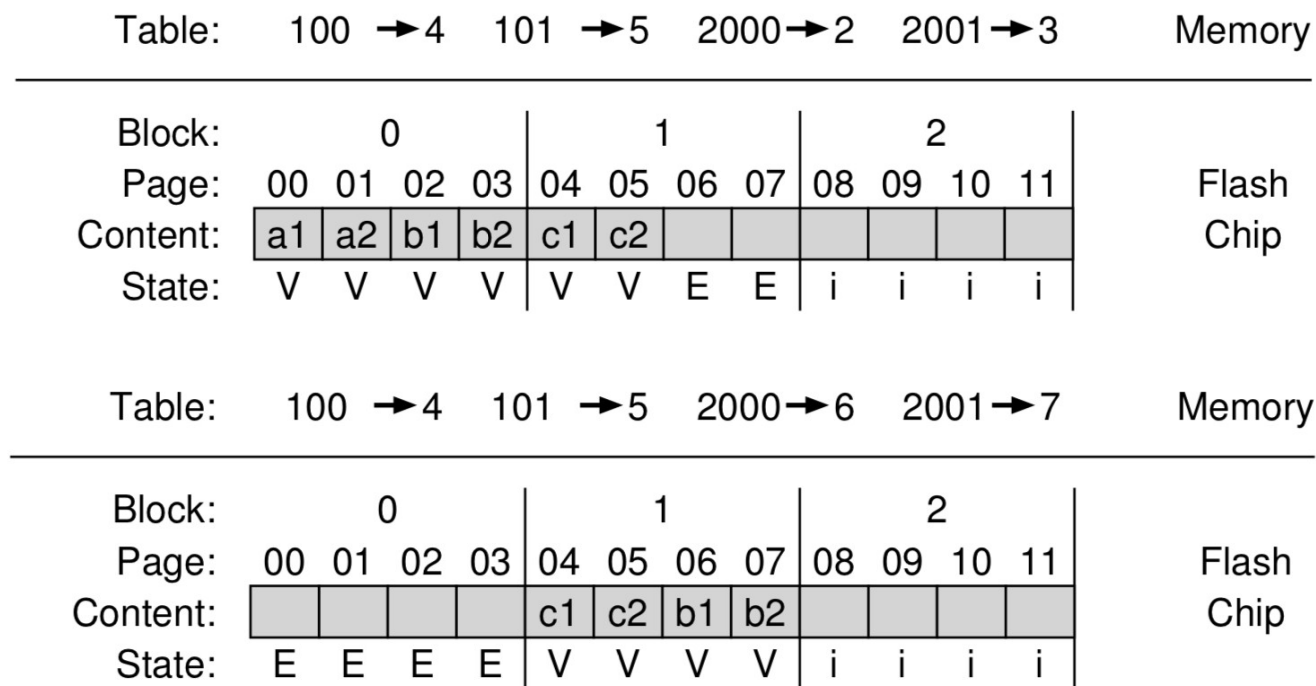 Table: 100 → 4 101 → 5 2000 → 2 2001 → 3 Memory
Block: 0 1 2
Page: 00 01 02 03 04 05 06 07 08 09 10 11 Flash
Content: a1 a2 b1 b2 c1 c2 Chip
State: V V V V V V E E i i i i
Table: 100 → 4 101 → 5 2000 → 6 2001 → 7 Memory
Block: 0 1 2
Page: 00 01 02 03 04 05 06 07 08 09 10 11 Flash
Content: c1 c2 b1 b2 Chip
State: E E E E V V V V i i i i